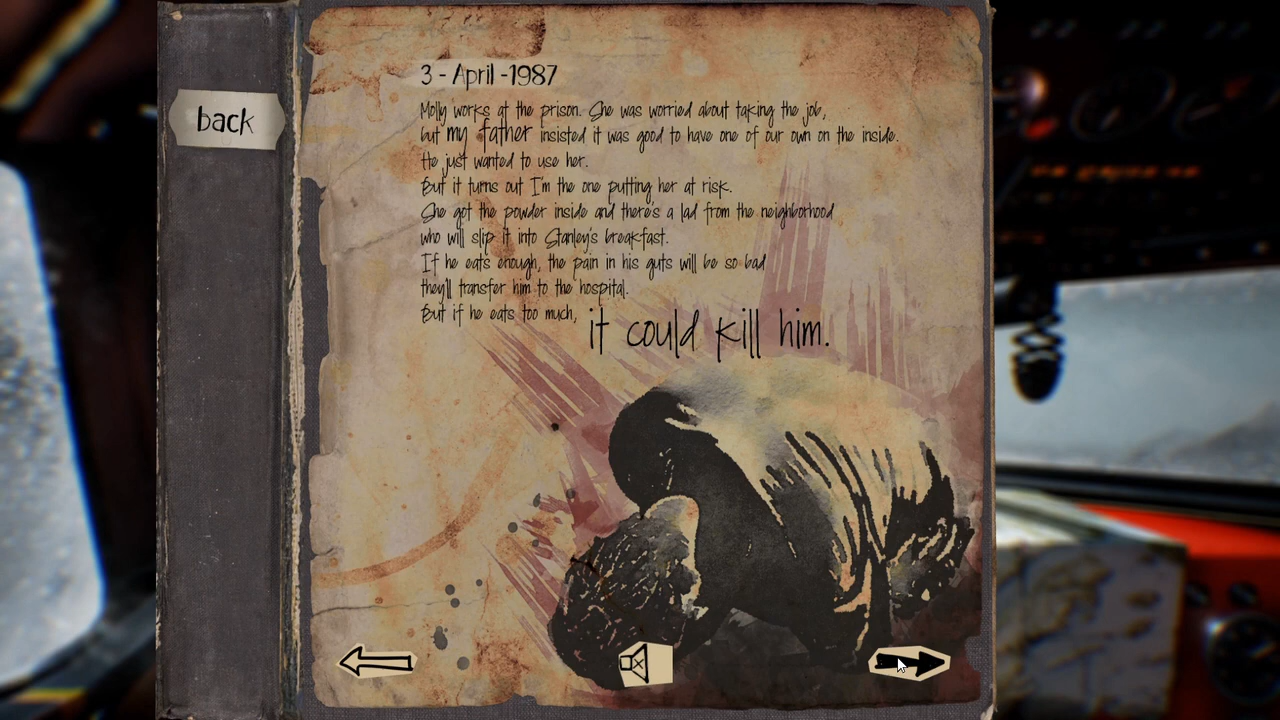 back
3 - April - 1987
Molly works at the prison. She was worried about taking the job,
but my father insisted it was good to have one of our own on the inside.
He just wanted to use her.
But it turns out I'm the one putting her at risk.
She got the powder inside and there's a lad from the neighborhood
who will slip it into Stanley's breakfast.
If he eats enough, the pain in his guts will be so bad
they'll transfer him to the hospital.
But if he eats too much, it could kill him.